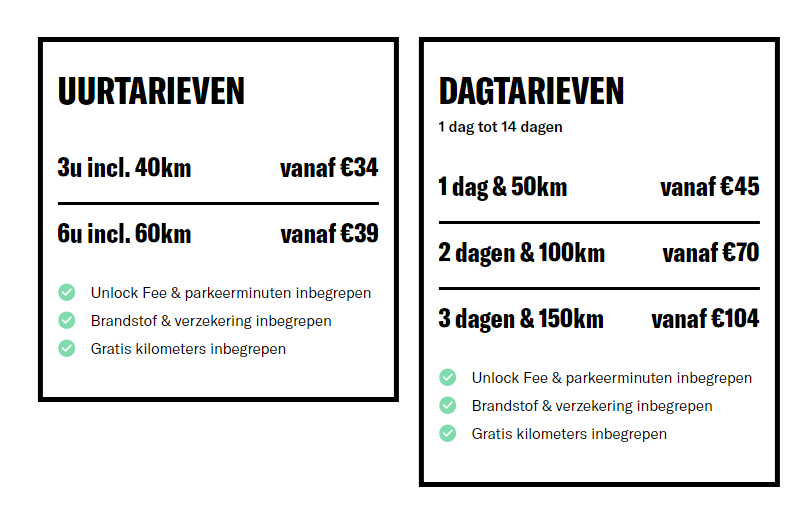 UURTARIEVEN
3u incl. 40km vanaf €34
6u incl. 60km vanaf €39
Unlock Fee & parkeerminuten inbegrepen
Brandstof & verzekering inbegrepen
Gratis kilometers inbegrepen
DAGTARIEVEN
1 dag tot 14 dagen
1 dag & 50km vanaf €45
2 dagen & 100km vanaf €70
3 dagen & 150km vanaf €104
Unlock Fee & parkeerminuten inbegrepen
Brandstof & verzekering inbegrepen
Gratis kilometers inbegrepen